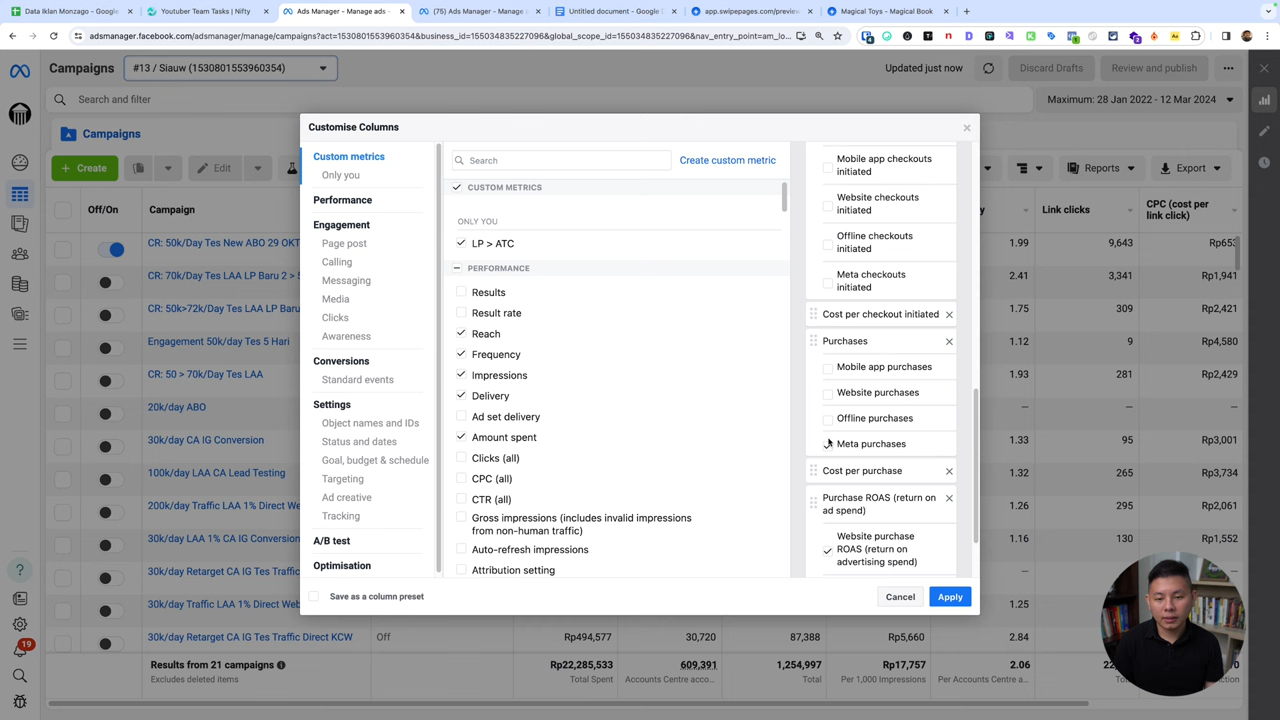 Data Iklan Monzago - Google
Youtuber Team Tasks | Nifty
Ads Manager - Manage ads -
(75) Ads Manager - Manage
Untitled document - Google
app.swipepages.com/preview
Magical Toys - Magical Book
adsmanager.facebook.com/adsmanager/manage/campaigns?act=1530801553960354&business_id=155034835227096&global_scope_id=155034835227096&nav_entry_point=am_lo...
Campaigns
#13 / Siauw (1530801553960354)
Updated just now
Discard Drafts
Review and publish
Search and filter
Maximum: 28 Jan 2022 - 12 Mar 2024
Campaigns
+ Create
Edit
Reports
Export
Off/On
Campaign
Link clicks
CPC (cost per link click)
CR: 50k/Day Tes New ABO 29 OKT
1.99
9,643
Rp653
CR: 70k/Day Tes LAA LP Baru 2 > 5
2.41
3,341
Rp1,941
CR: 50k>72k/Day Tes LAA LP Baru
1.75
309
Rp2,429
Engagement 50k/day Tes 5 Hari
1.12
9
Rp4,580
CR: 50 > 70k/Day Tes LAA
1.93
281
Rp2,429
20k/day ABO
—
—
30k/day CA IG Conversion
1.33
95
Rp3,001
100k/day LAA CA Lead Testing
1.32
265
Rp3,734
200k/day Traffic LAA 1% Direct We
1.26
Rp2,061
30k/day LAA 1% CA IG Conversion
1.16
130
Rp1,552
30k/day Retarget CA IG Tes Traffic
30k/day Traffic LAA 1% Direct Web
1.25
30k/day Retarget CA IG Tes Traffic Direct KCW
Off
Rp494,577
30,720
87,388
Rp5,660
2.84
Results from 21 campaigns
Excludes deleted items
Rp22,285,533
Total Spent
609,391
Accounts Centre acco...
1,254,997
Total
Rp17,757
Per 1,000 Impressions
2.06
Per Accounts Centre a...
19
Customise Columns
Custom metrics
Only you
Performance
Engagement
Page post
Calling
Messaging
Media
Clicks
Awareness
Conversions
Standard events
Settings
Object names and IDs
Status and dates
Goal, budget & schedule
Targeting
Ad creative
Tracking
A/B test
Optimisation
Search
Create custom metric
CUSTOM METRICS
ONLY YOU
LP > ATC
PERFORMANCE
Results
Result rate
Reach
Frequency
Impressions
Delivery
Ad set delivery
Amount spent
Clicks (all)
CPC (all)
CTR (all)
Gross impressions (includes invalid impressions
from non-human traffic)
Auto-refresh impressions
Attribution setting
Mobile app checkouts
initiated
Website checkouts
initiated
Offline checkouts
initiated
Meta checkouts
initiated
Cost per checkout initiated
Purchases
Mobile app purchases
Website purchases
Offline purchases
Meta purchases
Cost per purchase
Purchase ROAS (return on
ad spend)
Website purchase
ROAS (return on
advertising spend)
Save as a column preset
Cancel
Apply